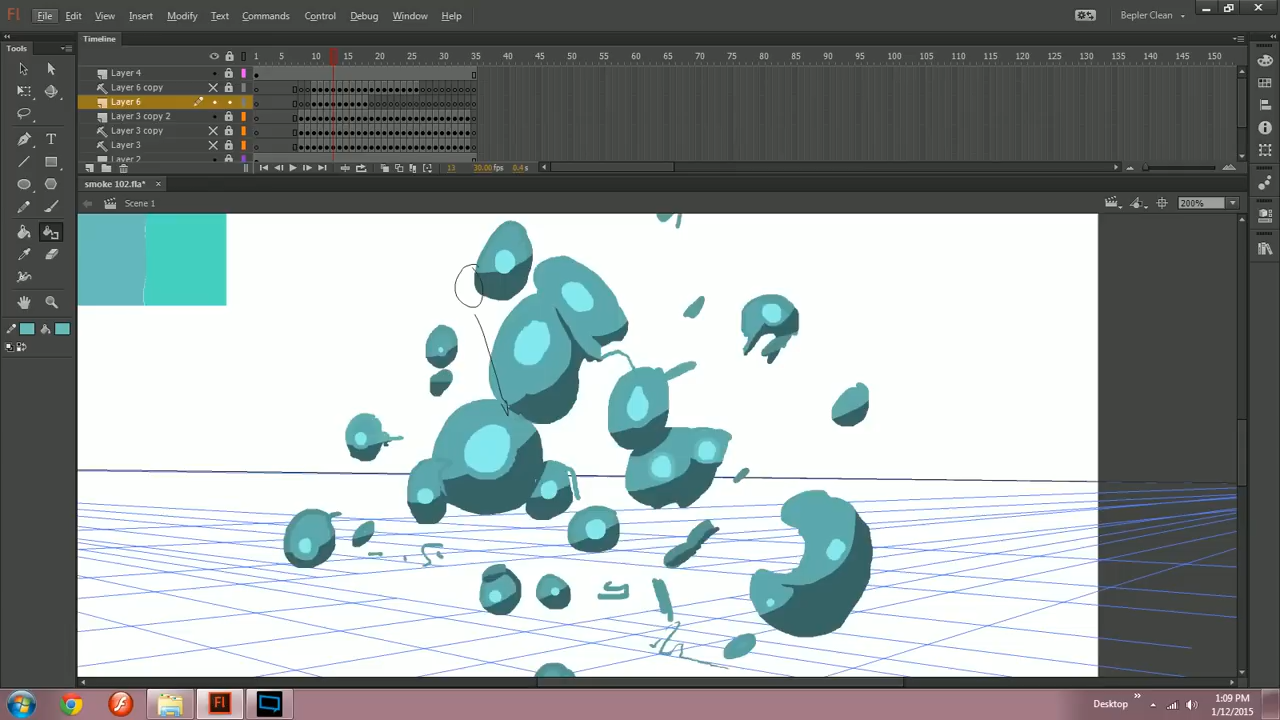 Fl File Edit View Insert Modify Text Commands Control Debug Window Help Bepler Clean
Tools Timeline
1 5 10 15 20 25 30 35 40 45 50 55 60 65 70 75 80 85 90 95 100 105 110 115 120 125 130 135 140 145 150
Layer 4
Layer 6 copy
Layer 6
Layer 3 copy 2
Layer 3 copy
Layer 3
Layer 2
13 30.00 fps 0.4 s
smoke 102.fla* ×
Scene 1 200%
T
Fl Desktop 1:09 PM
1/12/2015